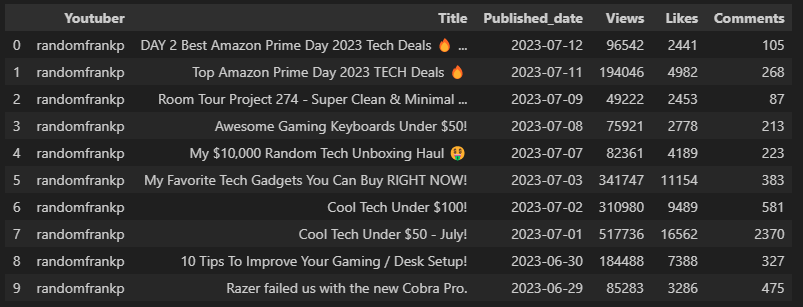 Youtuber Title Published_date Views Likes Comments
0 randomfrankp DAY 2 Best Amazon Prime Day 2023 Tech Deals 🔥 ... 2023-07-12 96542 2441 105
1 randomfrankp Top Amazon Prime Day 2023 TECH Deals 🔥 2023-07-11 194046 4982 268
2 randomfrankp Room Tour Project 274 - Super Clean & Minimal ... 2023-07-09 49222 2453 87
3 randomfrankp Awesome Gaming Keyboards Under $50! 2023-07-08 75921 2778 213
4 randomfrankp My $10,000 Random Tech Unboxing Haul 🤑 2023-07-07 82361 4189 223
5 randomfrankp My Favorite Tech Gadgets You Can Buy RIGHT NOW! 2023-07-03 341747 11154 383
6 randomfrankp Cool Tech Under $100! 2023-07-02 310980 9489 581
7 randomfrankp Cool Tech Under $50 - July! 2023-07-01 517736 16562 2370
8 randomfrankp 10 Tips To Improve Your Gaming / Desk Setup! 2023-06-30 184488 7388 327
9 randomfrankp Razer failed us with the new Cobra Pro. 2023-06-29 85283 3286 475